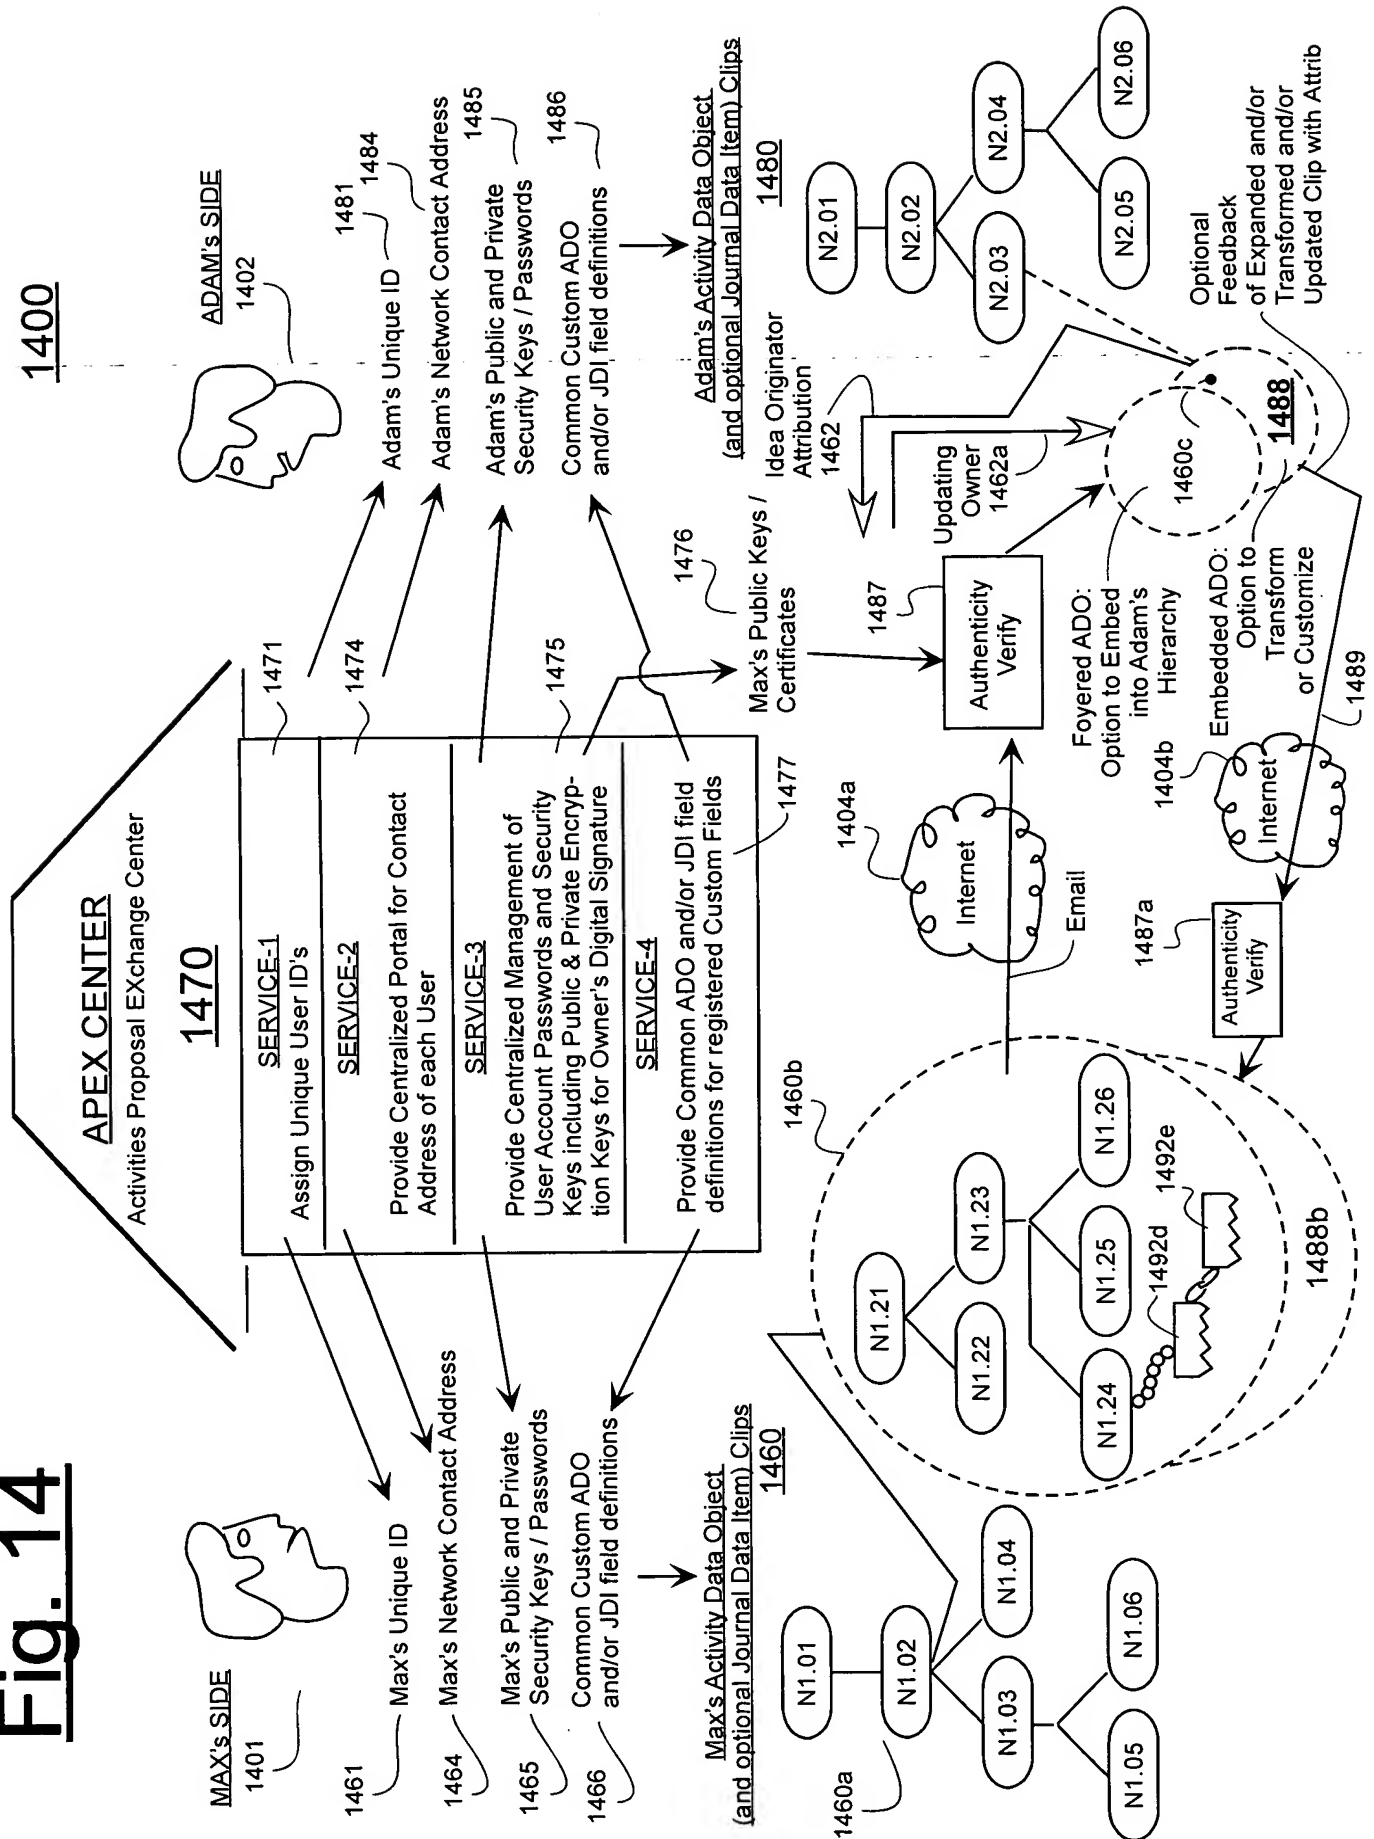 Fig. 14
1400
MAX's SIDE
1401
1461
Max's Unique ID
1464
Max's Network Contact Address
1465
Max's Public and Private
Security Keys / Passwords
1466
Common Custom ADO
and/or JDI field definitions
Max's Activity Data Object
(and optional Journal Data Item) Clips
1460
APEX CENTER
Activities Proposal EXchange Center
1470
SERVICE-1
Assign Unique User ID's
1471
SERVICE-2
Provide Centralized Portal for Contact
Address of each User
1474
SERVICE-3
Provide Centralized Management of
User Account Passwords and Security
Keys including Public & Private Encryp-
tion Keys for Owner's Digital Signature
1475
SERVICE-4
Provide Common ADO and/or JDI field
definitions for registered Custom Fields
1477
ADAM's SIDE
1402
Adam's Unique ID
1481
Adam's Network Contact Address
1484
Adam's Public and Private
Security Keys / Passwords
1485
Common Custom ADO
and/or JDI field definitions
1486
Adam's Activity Data Object
(and optional Journal Data Item) Clips
1480
1476
Max's Public Keys /
Certificates
Idea Originator
Attribution
1462
Updating
Owner
1462a
N1.01
N1.02
1460a
N1.03
N1.04
N1.05
N1.06
1460b
N1.21
N1.22
N1.23
N1.24
N1.25
N1.26
1492d
1492e
1488b
1404a
Internet
Email
1487
Authenticity
Verify
Foyered ADO:
Option to Embed
into Adam's
Hierarchy
Embedded ADO:
Option to
Transform
or Customize
1460c
1488
N2.01
N2.02
N2.03
N2.04
N2.05
N2.06
Optional
Feedback
of Expanded and/or
Transformed and/or
Updated Clip with Attrib
1487a
Authenticity
Verify
1404b
Internet
1489